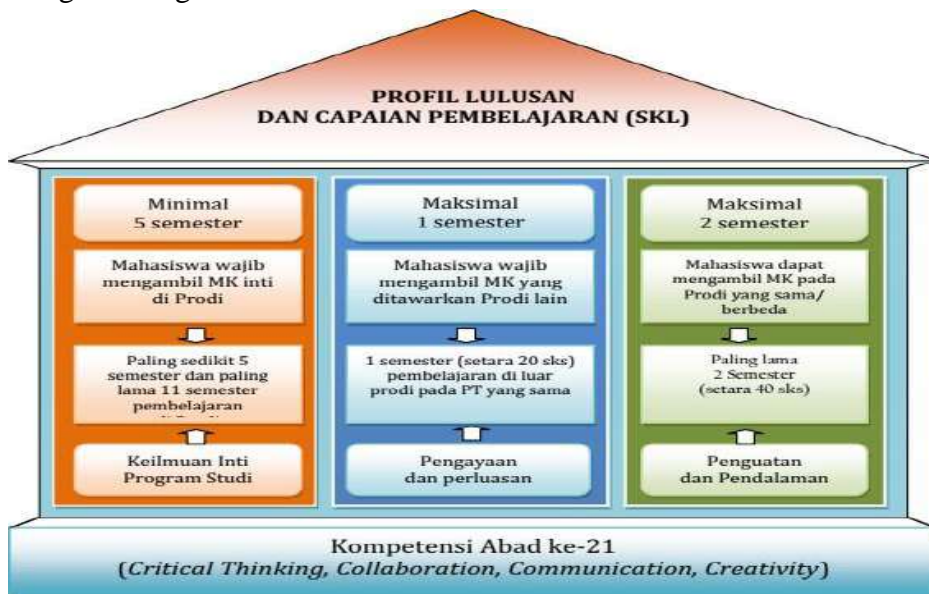 PROFIL LULUSAN
DAN CAPAIAN PEMBELAJARAN (SKL)
Minimal
5 semester
Mahasiswa wajib
mengambil MK inti
di Prodi
Paling sedikit 5
semester dan paling
lama 11 semester
pembelajaran
Keilmuan Inti
Program Studi
Maksimal
1 semester
Mahasiswa wajib
mengambil MK yang
ditawarkan Prodi lain
1 semester (setara 20 sks)
pembelajaran di luar
prodi pada PT yang sama
Pengayaan
dan perluasan
Maksimal
2 semester
Mahasiswa dapat
mengambil MK pada
Prodi yang sama/
berbeda
Paling lama
2 Semester
(setara 40 sks)
Penguatan
dan Pendalaman
Kompetensi Abad ke-21
(Critical Thinking, Collaboration, Communication, Creativity)